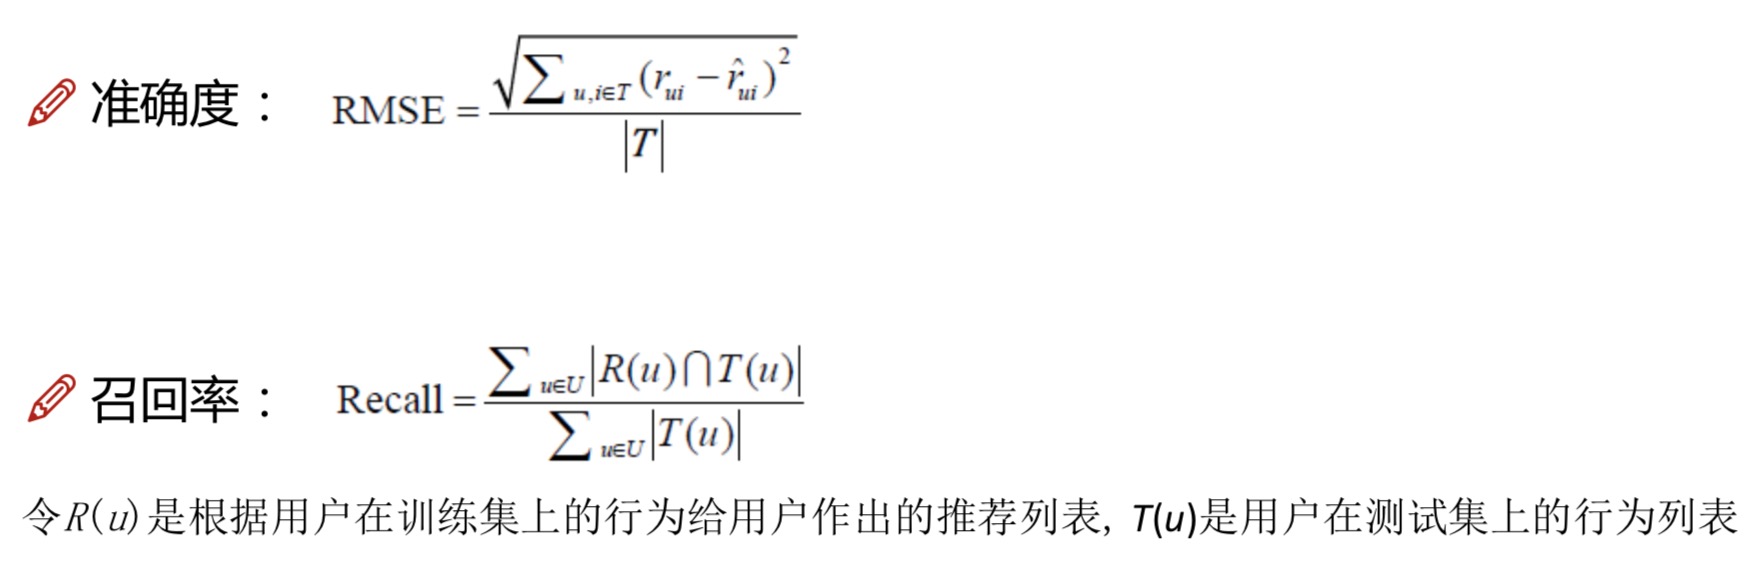 准确度： RMSE = √∑u,i∈T (rui − r̂ui)² / |T|
召回率： Recall = ∑u∈U |R(u)⋂T(u)| / ∑u∈U |T(u)|
令R(u)是根据用户在训练集上的行为给用户作出的推荐列表, T(u)是用户在测试集上的行为列表